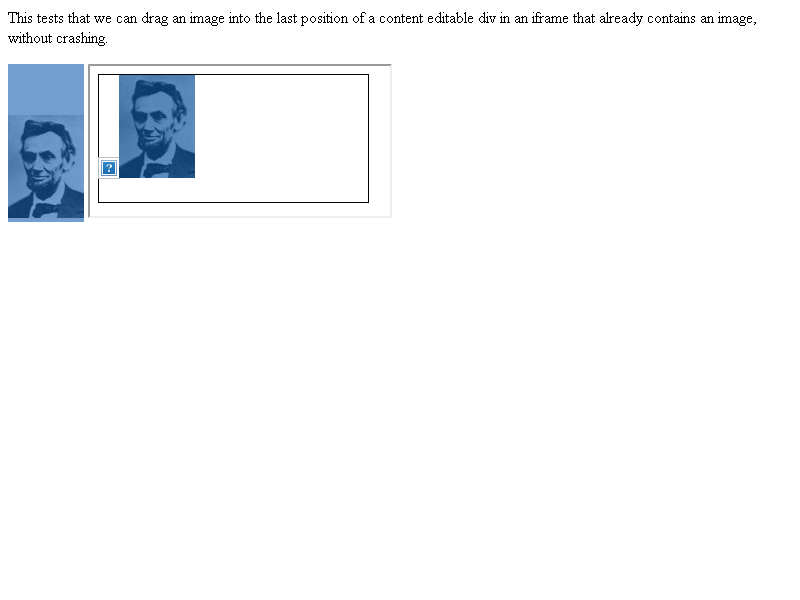 This tests that we can drag an image into the last position of a content editable div in an iframe that already contains an image,
without crashing.
?